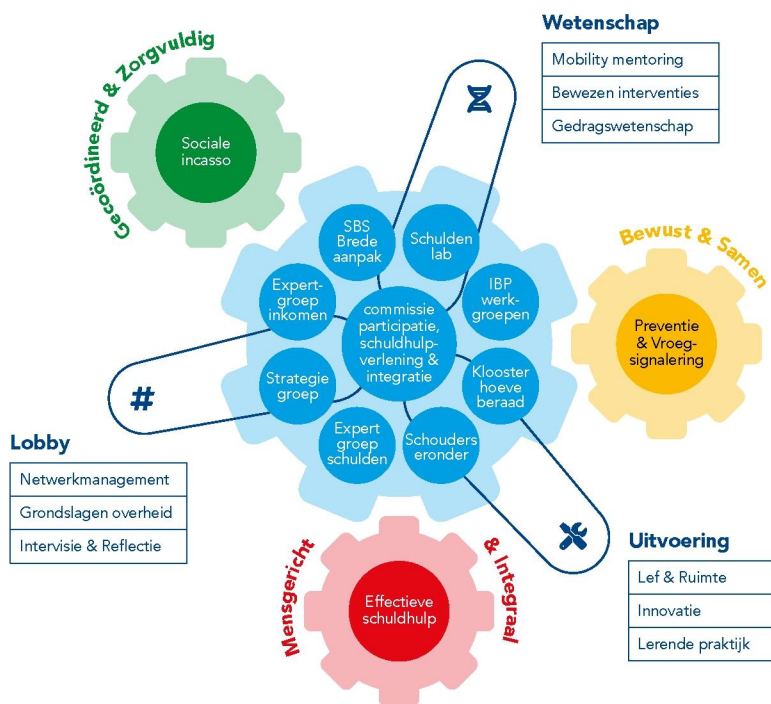 Wetenschap
Mobility mentoring
Bewezen interventies
Gedragswetenschap
Gecoördineerd & Zorgvuldig
Sociale
incasso
SBS
Brede
aanpak
Schulden
lab
Expert-
groep
inkomen
IBP
werk-
groepen
commissie
participatie,
schuldhulp-
verlening &
integratie
Strategie
groep
Klooster
hoeve
beraad
Expert
groep
schulden
Schouders
eronder
Bewust & Samen
Preventie
& Vroeg-
signalering
#
Lobby
Netwerkmanagement
Grondslagen overheid
Intervisie & Reflectie
Mensgericht
& Integraal
Effectieve
schuldhulp
Uitvoering
Lef & Ruimte
Innovatie
Lerende praktijk